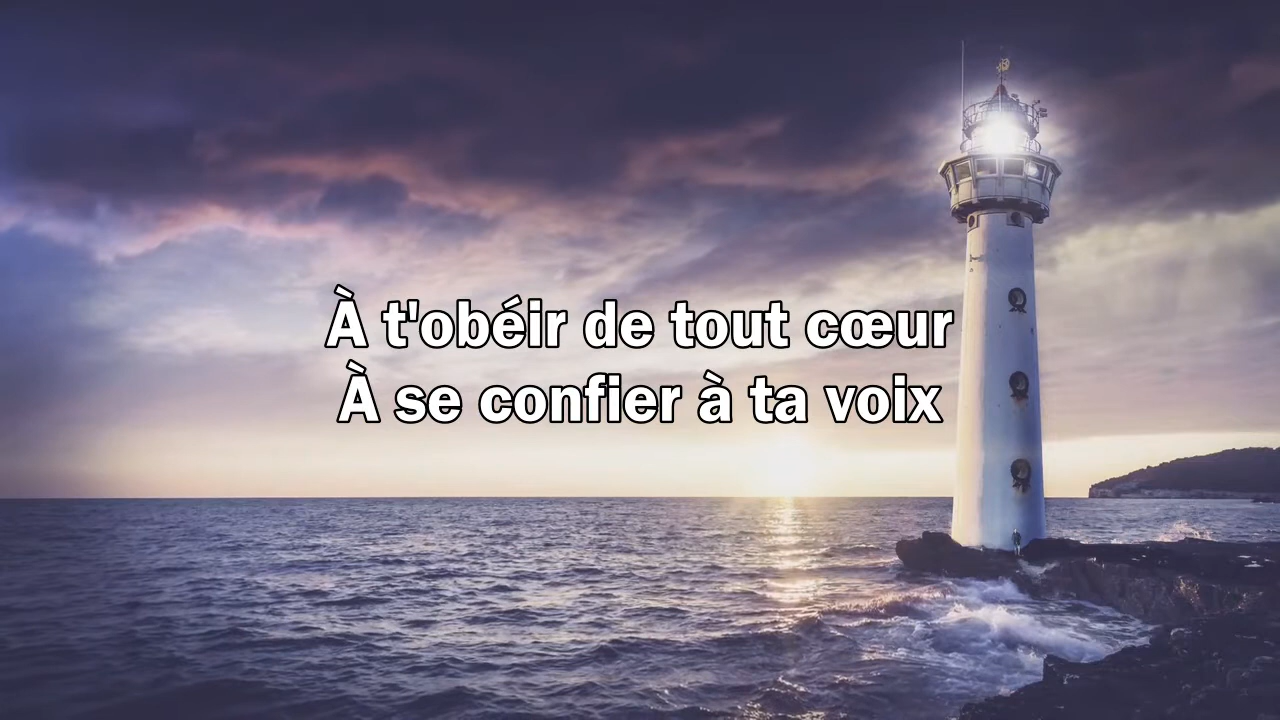 À t'obéir de tout cœur
À se confier à ta voix